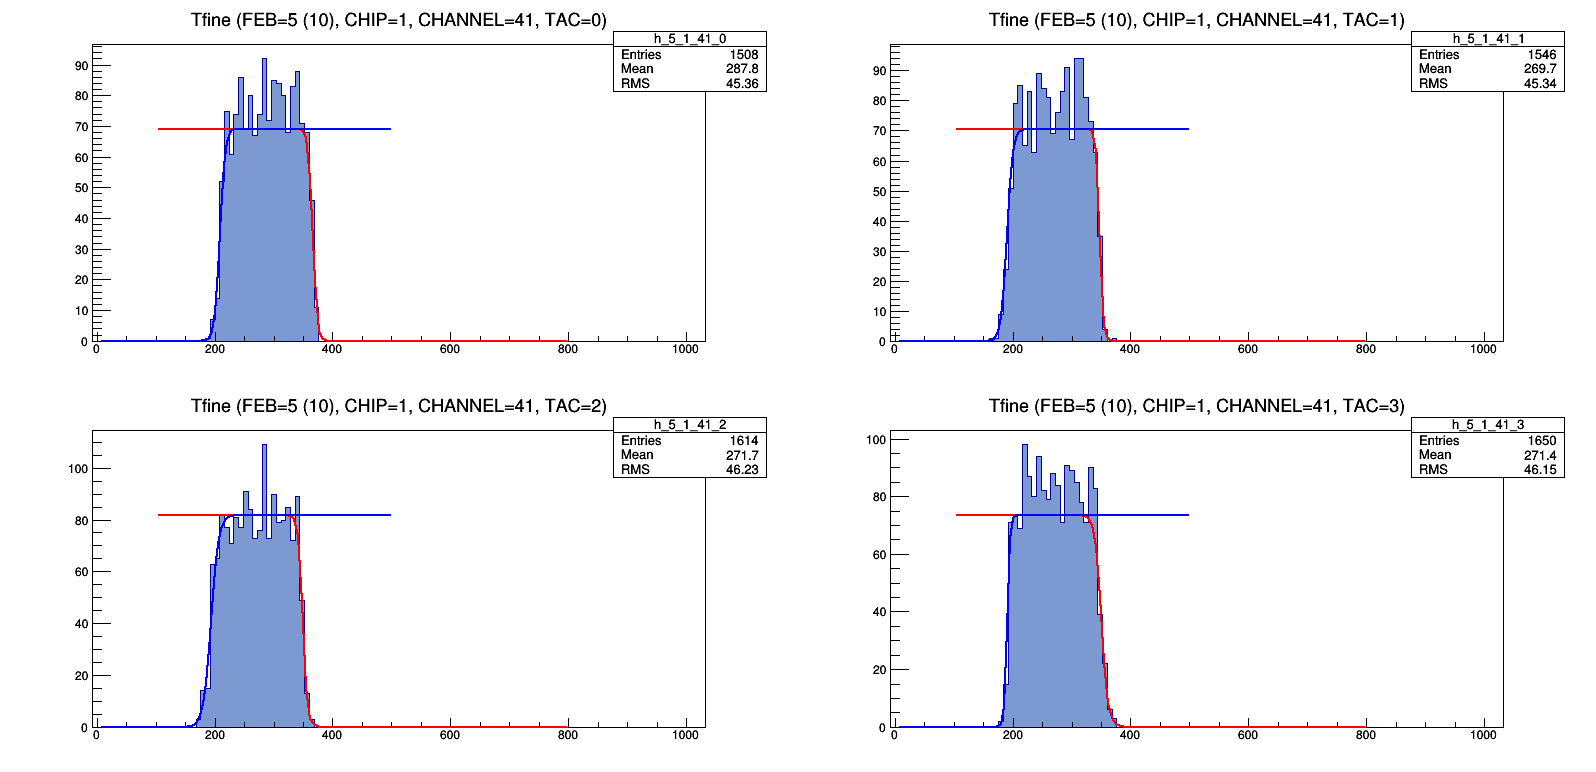 Tfine (FEB=5 (10), CHIP=1, CHANNEL=41, TAC=0)
h_5_1_41_0
Entries 1508
Mean 287.8
RMS 45.36
90
80
70
60
50
40
30
20
10
0
0 200 400 600 800 1000
Tfine (FEB=5 (10), CHIP=1, CHANNEL=41, TAC=1)
h_5_1_41_1
Entries 1546
Mean 269.7
RMS 45.34
90
80
70
60
50
40
30
20
10
0
0 200 400 600 800 1000
Tfine (FEB=5 (10), CHIP=1, CHANNEL=41, TAC=2)
h_5_1_41_2
Entries 1614
Mean 271.7
RMS 46.23
100
80
60
40
20
0
0 200 400 600 800 1000
Tfine (FEB=5 (10), CHIP=1, CHANNEL=41, TAC=3)
h_5_1_41_3
Entries 1650
Mean 271.4
RMS 46.15
100
80
60
40
20
0
0 200 400 600 800 1000